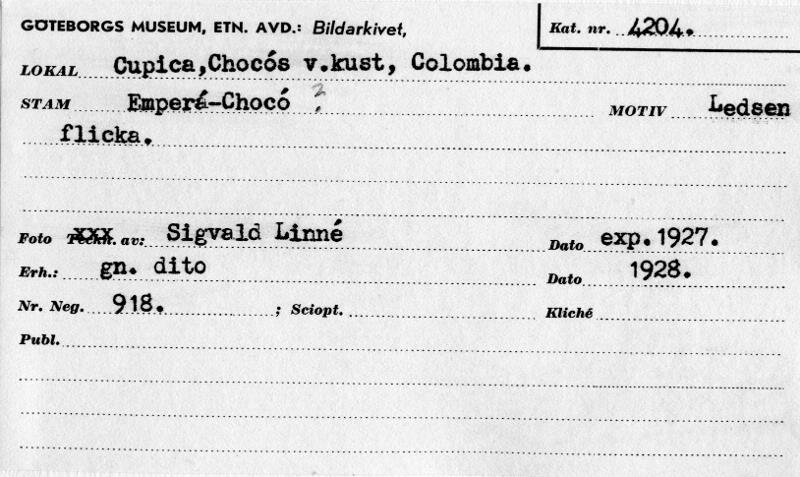 GÖTEBORGS MUSEUM, ETN. AVD.: Bildarkivet,
Kat. nr. 4204.
LOKAL Cupica,Chocós v.kust, Colombia.
STAM Emperá-Chocó ?
MOTIV Ledsen
flicka.
Foto Teckn. av: Sigvald Linné
Dato exp.1927.
Erh.: gn. dito
Dato 1928.
Nr. Neg. 918. ; Sciopt.
Kliché
Publ.